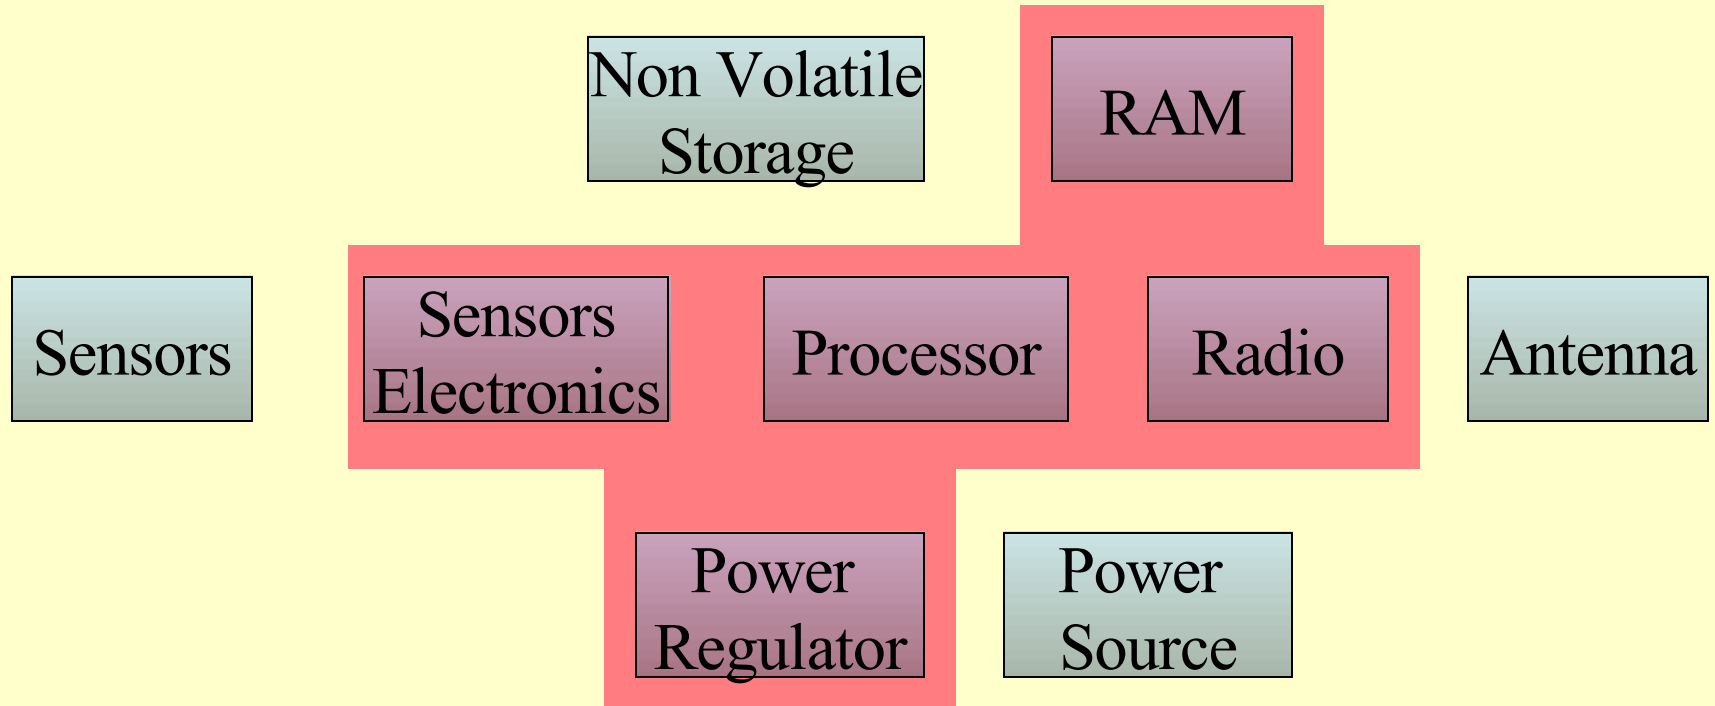 Non Volatile
Storage
RAM
Sensors
Sensors
Electronics
Processor
Radio
Antenna
Power
Regulator
Power
Source